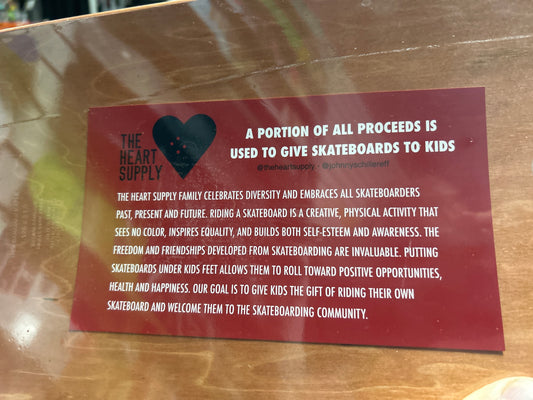 THE
HEART
SUPPLY
A PORTION OF ALL PROCEEDS IS
USED TO GIVE SKATEBOARDS TO KIDS
@theheartsupply - @johnnyschillereff
THE HEART SUPPLY FAMILY CELEBRATES DIVERSITY AND EMBRACES ALL SKATEBOARDERS
PAST, PRESENT AND FUTURE. RIDING A SKATEBOARD IS A CREATIVE, PHYSICAL ACTIVITY THAT
SEES NO COLOR, INSPIRES EQUALITY, AND BUILDS BOTH SELF-ESTEEM AND AWARENESS. THE
FREEDOM AND FRIENDSHIPS DEVELOPED FROM SKATEBOARDING ARE INVALUABLE. PUTTING
SKATEBOARDS UNDER KIDS FEET ALLOWS THEM TO ROLL TOWARD POSITIVE OPPORTUNITIES,
HEALTH AND HAPPINESS. OUR GOAL IS TO GIVE KIDS THE GIFT OF RIDING THEIR OWN
SKATEBOARD AND WELCOME THEM TO THE SKATEBOARDING COMMUNITY.